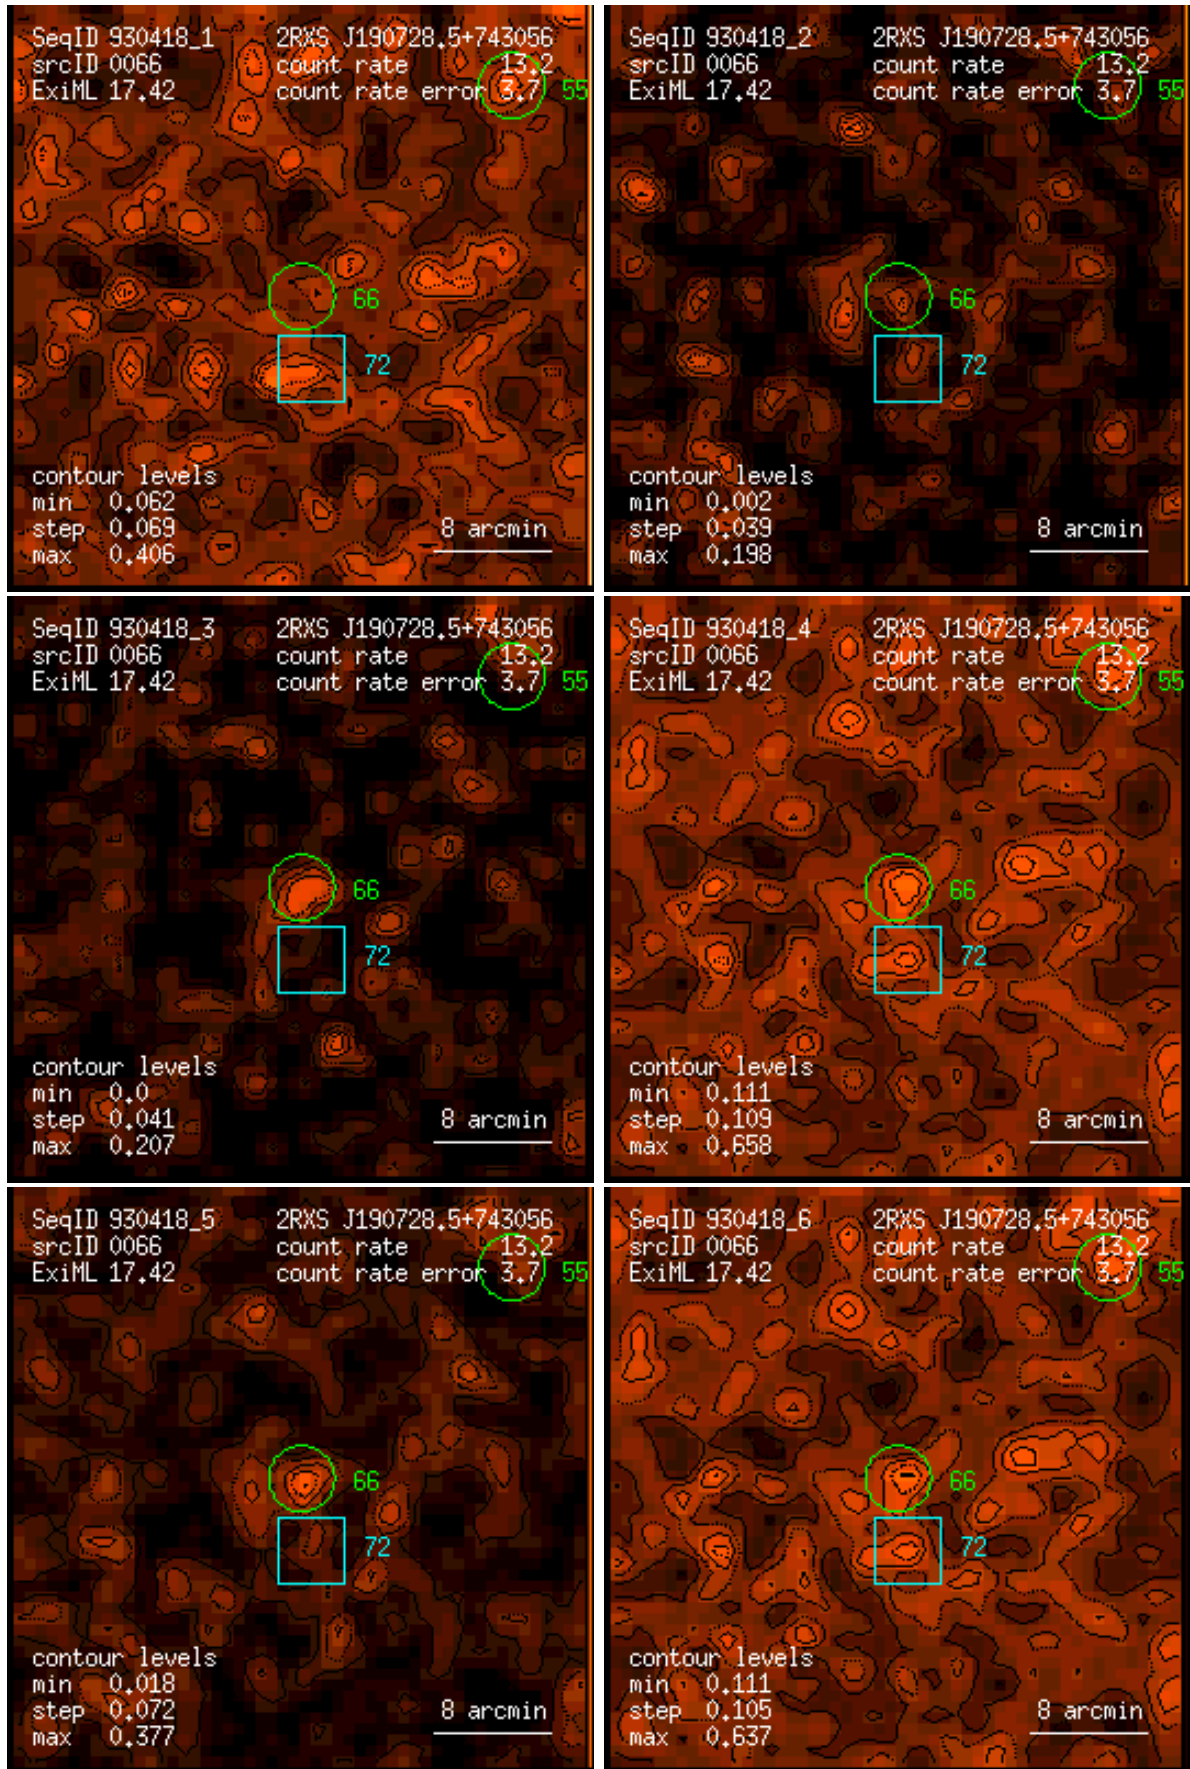 SeqID 930418_1 2RXS J190728.5+743056
srcID 0066 count rate 13.2
ExiML 17.42 count rate error 3.7 55
66
72
contour levels
min 0.062
step 0.069 8 arcmin
max 0.406
SeqID 930418_2 2RXS J190728.5+743056
srcID 0066 count rate 13.2
ExiML 17.42 count rate error 3.7 55
66
72
contour levels
min 0.002
step 0.039 8 arcmin
max 0.198
SeqID 930418_3 2RXS J190728.5+743056
srcID 0066 count rate 13.2
ExiML 17.42 count rate error 3.7 55
66
72
contour levels
min 0.0
step 0.041 8 arcmin
max 0.207
SeqID 930418_4 2RXS J190728.5+743056
srcID 0066 count rate 13.2
ExiML 17.42 count rate error 3.7 55
66
72
contour levels
min 0.111
step 0.109 8 arcmin
max 0.658
SeqID 930418_5 2RXS J190728.5+743056
srcID 0066 count rate 13.2
ExiML 17.42 count rate error 3.7 55
66
72
contour levels
min 0.018
step 0.072 8 arcmin
max 0.377
SeqID 930418_6 2RXS J190728.5+743056
srcID 0066 count rate 13.2
ExiML 17.42 count rate error 3.7 55
66
72
contour levels
min 0.111
step 0.105 8 arcmin
max 0.637